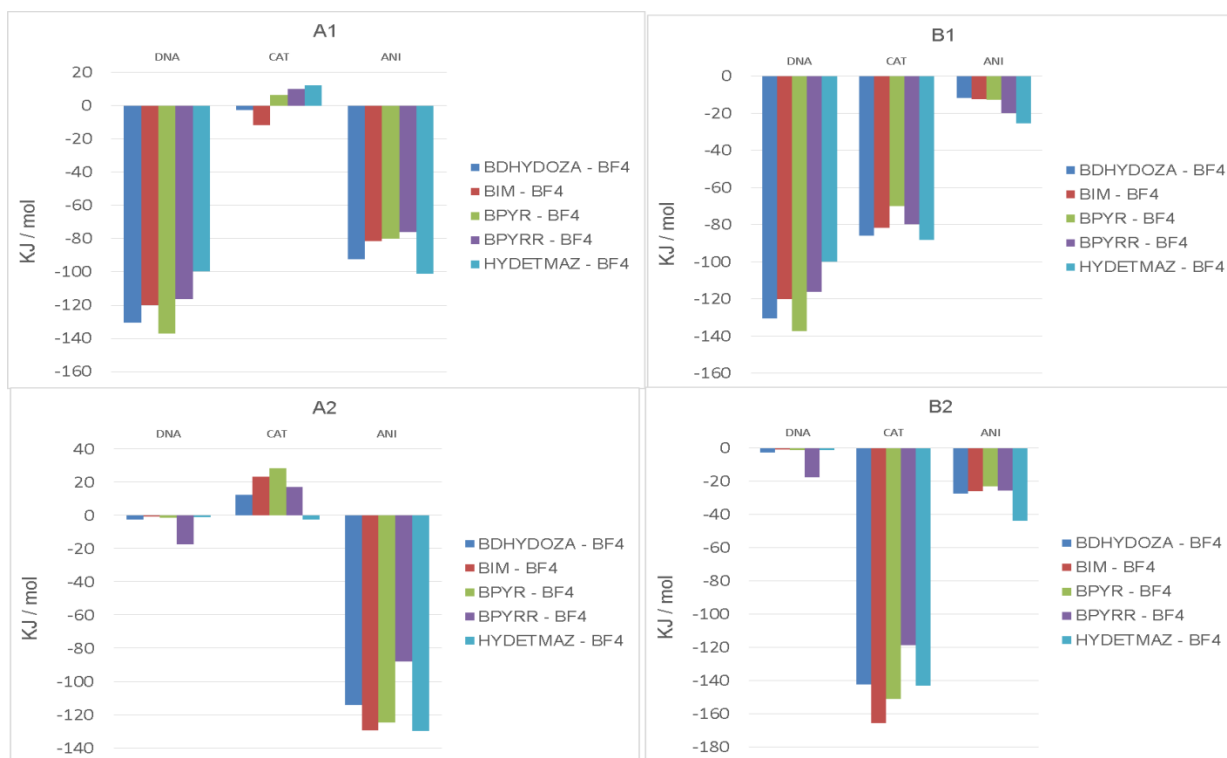 A1
DNA CAT ANI
20
0
-20
-40
-60
-80
-100
-120
-140
-160
KJ / mol
BDHYDOZA - BF4
BIM - BF4
BPYR - BF4
BPYRR - BF4
HYDETMAZ - BF4
B1
DNA CAT ANI
0
-20
-40
-60
-80
-100
-120
-140
-160
KJ / mol
BDHYDOZA - BF4
BIM - BF4
BPYR - BF4
BPYRR - BF4
HYDETMAZ - BF4
A2
DNA CAT ANI
40
20
0
-20
-40
-60
-80
-100
-120
-140
KJ / mol
BDHYDOZA - BF4
BIM - BF4
BPYR - BF4
BPYRR - BF4
HYDETMAZ - BF4
B2
DNA CAT ANI
0
-20
-40
-60
-80
-100
-120
-140
-160
-180
KJ / mol
BDHYDOZA - BF4
BIM - BF4
BPYR - BF4
BPYRR - BF4
HYDETMAZ - BF4